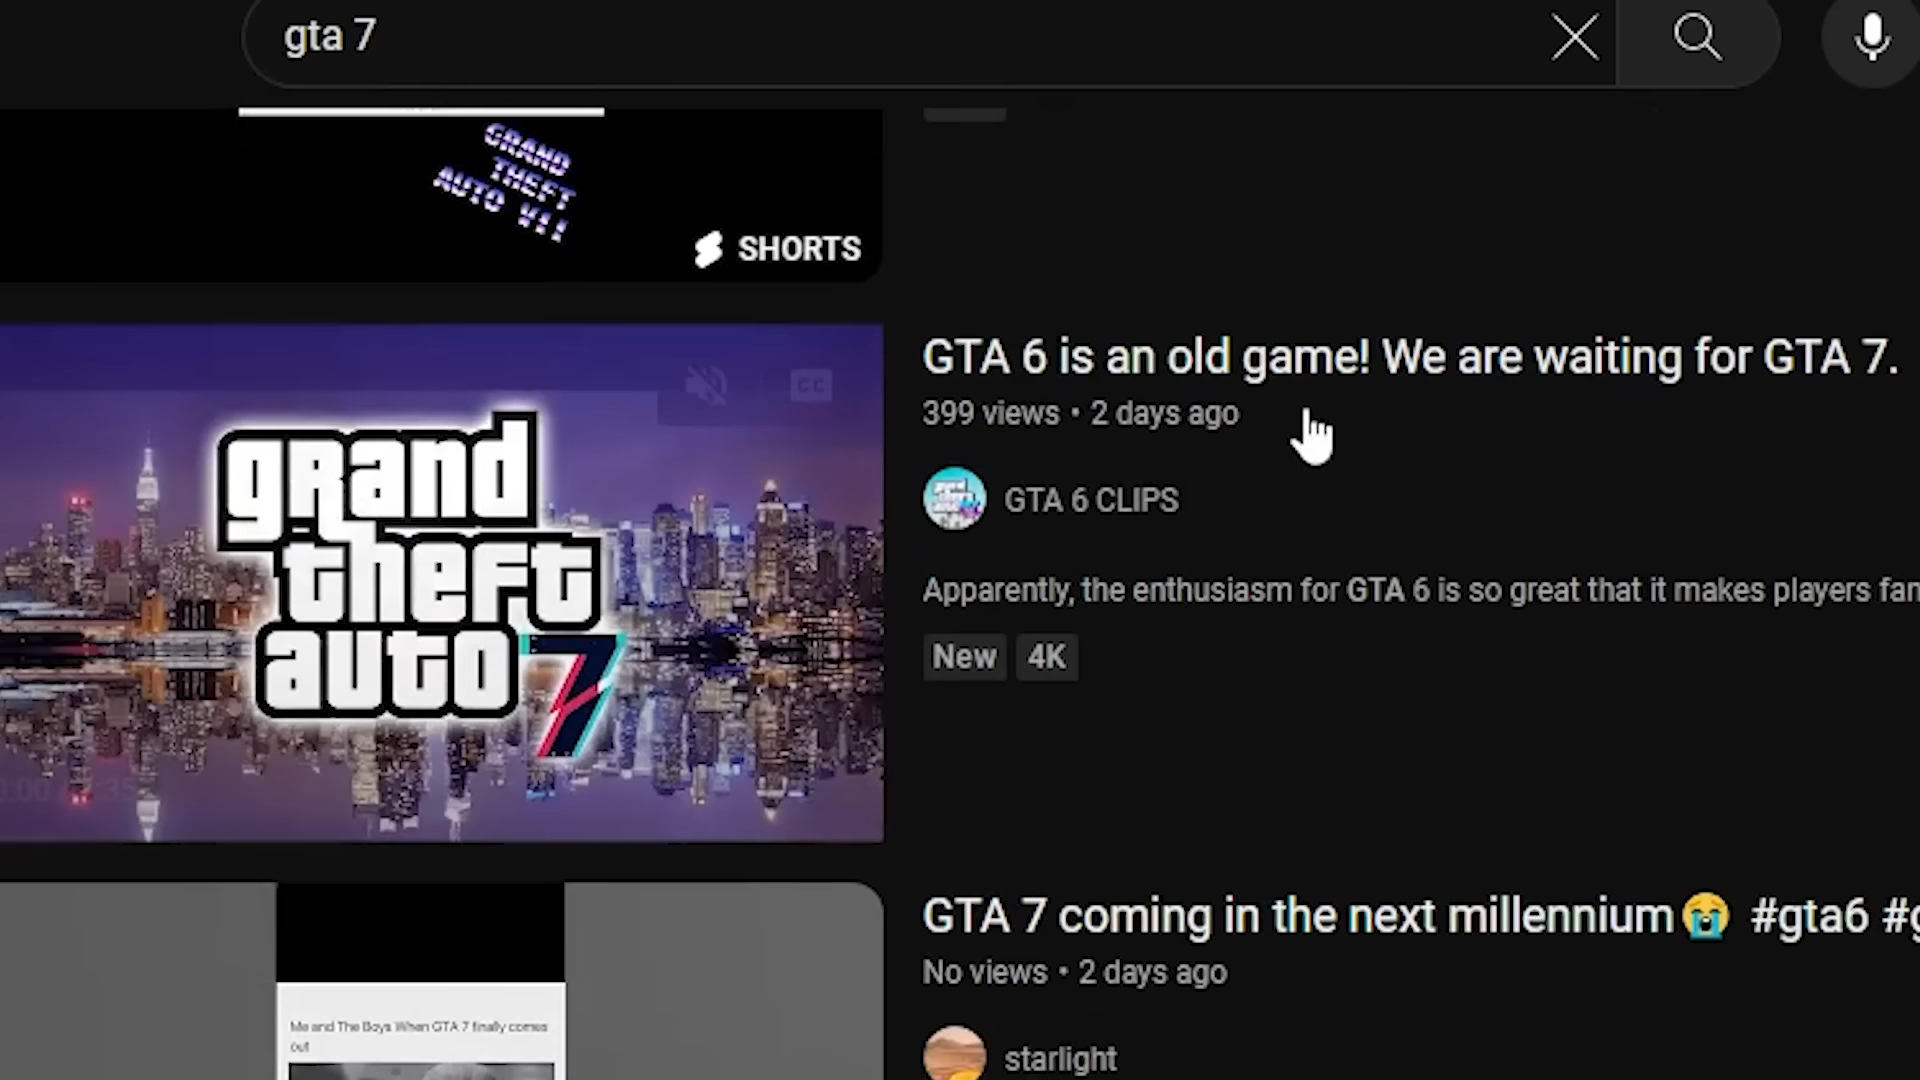 gta 7
GRAND
THEFT
AUTO VII
SHORTS
CC
grand
theft
auto 7
GTA 6 is an old game! We are waiting for GTA 7.
399 views • 2 days ago
GTA 6 CLIPS
Apparently, the enthusiasm for GTA 6 is so great that it makes players fan
New 4K
GTA 7 coming in the next millennium😭 #gta6 #g
No views • 2 days ago
starlight
Me and The Boys When GTA 7 finally comes
out